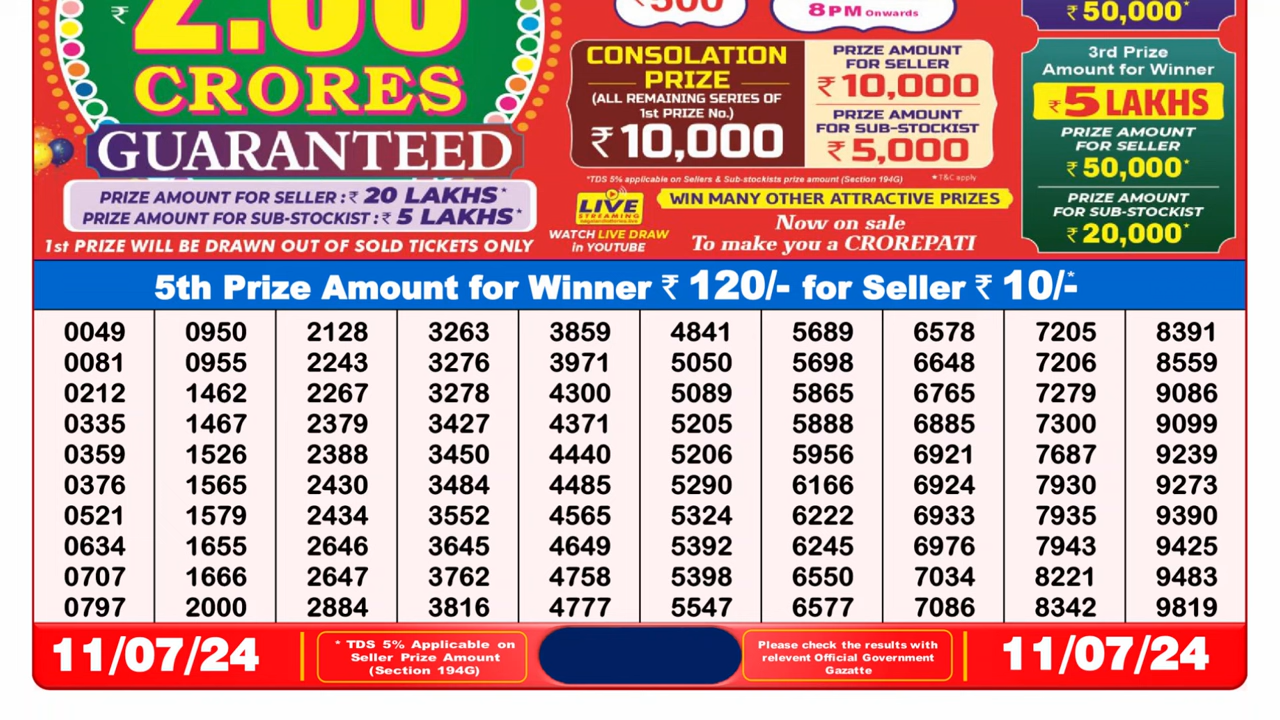 ₹ 2.00
CRORES
GUARANTEED
PRIZE AMOUNT FOR SELLER :₹ 20 LAKHS*
PRIZE AMOUNT FOR SUB-STOCKIST :₹ 5 LAKHS*
1st PRIZE WILL BE DRAWN OUT OF SOLD TICKETS ONLY
₹500
8PM Onwards
CONSOLATION
PRIZE
(ALL REMAINING SERIES OF
1st PRIZE No.)
₹10,000
PRIZE AMOUNT
FOR SELLER
₹10,000
PRIZE AMOUNT
FOR SUB-STOCKIST
₹5,000
*TDS 5% applicable on Sellers & Sub-stockists prize amount (Section 194G)
*T&C apply
LIVE
STREAMING
WATCH LIVE DRAW
in YOUTUBE
WIN MANY OTHER ATTRACTIVE PRIZES
Now on sale
To make you a CROREPATI
₹50,000*
3rd Prize
Amount for Winner
₹5 LAKHS
PRIZE AMOUNT
FOR SELLER
₹50,000*
PRIZE AMOUNT
FOR SUB-STOCKIST
₹20,000*
5th Prize Amount for Winner ₹ 120/- for Seller ₹ 10/-*
0049 0950 2128 3263 3859 4841 5689 6578 7205 8391
0081 0955 2243 3276 3971 5050 5698 6648 7206 8559
0212 1462 2267 3278 4300 5089 5865 6765 7279 9086
0335 1467 2379 3427 4371 5205 5888 6885 7300 9099
0359 1526 2388 3450 4440 5206 5956 6921 7687 9239
0376 1565 2430 3484 4485 5290 6166 6924 7930 9273
0521 1579 2434 3552 4565 5324 6222 6933 7935 9390
0634 1655 2646 3645 4649 5392 6245 6976 7943 9425
0707 1666 2647 3762 4758 5398 6550 7034 8221 9483
0797 2000 2884 3816 4777 5547 6577 7086 8342 9819
11/07/24
* TDS 5% Applicable on
Seller Prize Amount
(Section 194G)
Please check the results with
relevent Official Government
Gazatte
11/07/24